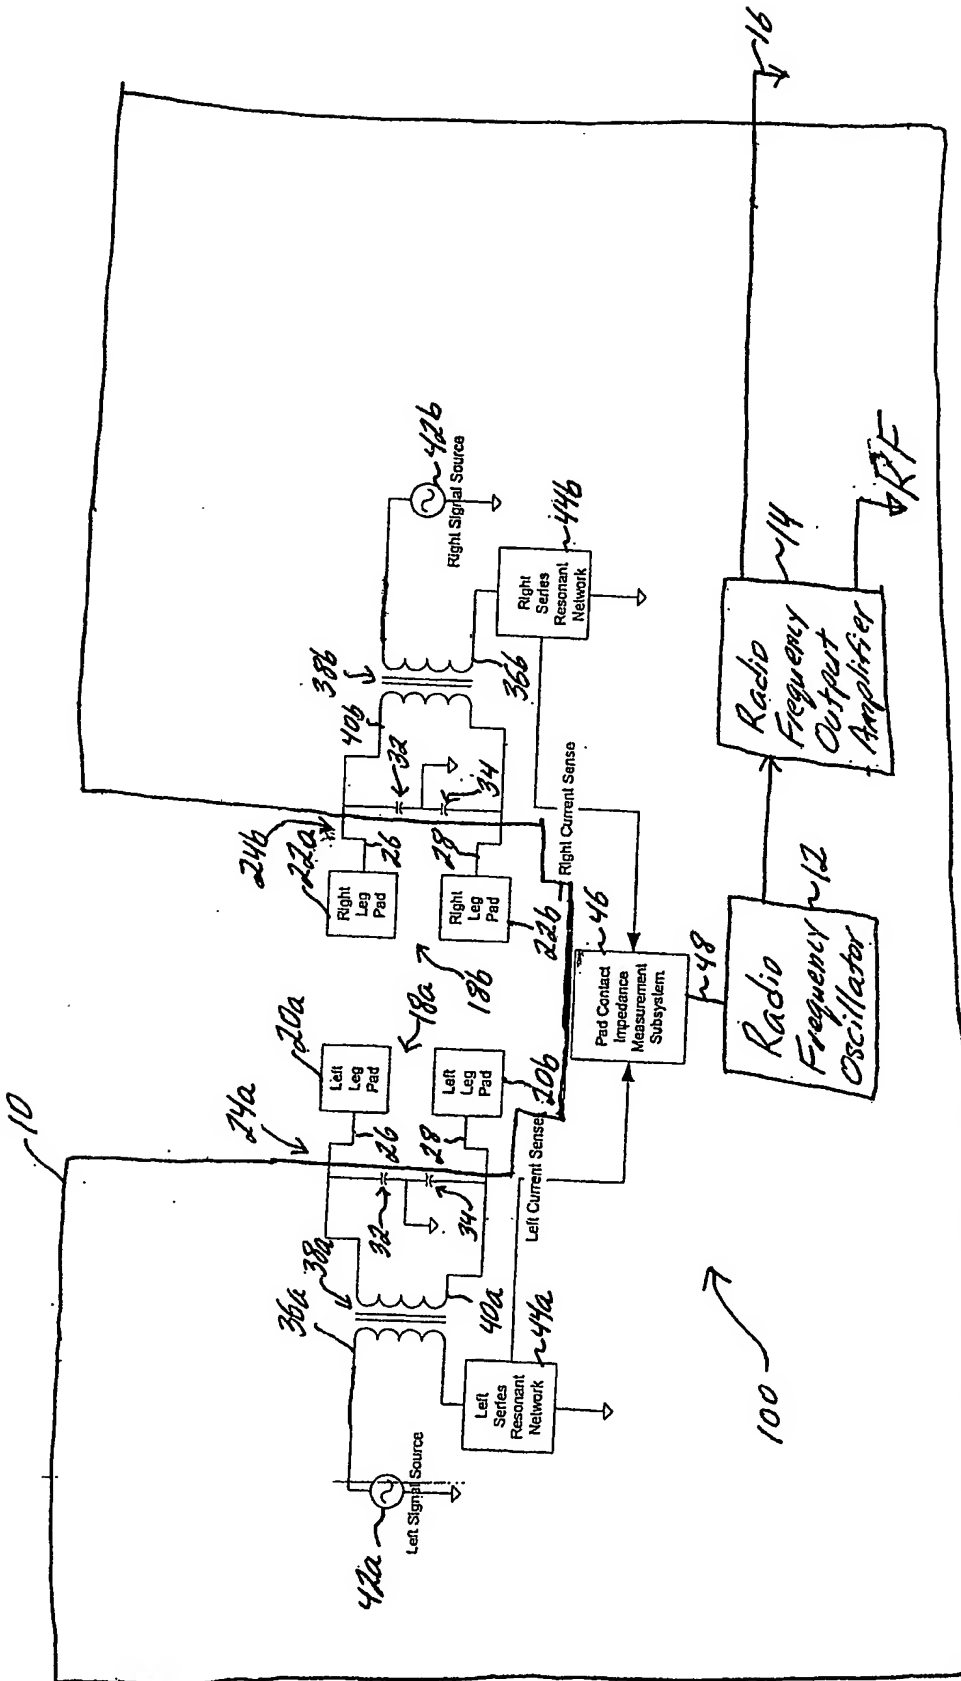 10
24a
20a
Left
Leg
Pad
26
18a
36a
38a
32
28
Left
Leg
Pad
34
20b
40a
Left Current Sense
42a
Left Signal Source
Left
Series
Resonant
Network
44a
24b
22a
Right
Leg
Pad
26
18b
40b
38b
32
28
Right
Leg
Pad
34
22b
36b
Right Current Sense
42b
Right Signal Source
Right
Series
Resonant
Network
44b
46
Pad Contact
Impedance
Measurement
Subsystem
48
Radio
Frequency
Oscillator
12
Radio
Frequency
Output
Amplifier
14
RF
16
100